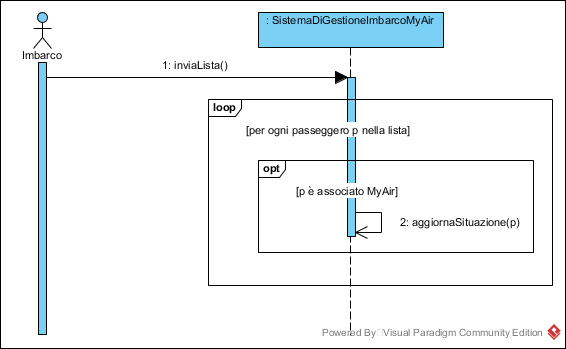 Imbarco
: SistemaDiGestioneImbarcoMyAir
1: inviaLista()
loop
[per ogni passeggero p nella lista]
opt
[p è associato MyAir]
2: aggiornaSituazione(p)
Powered By Visual Paradigm Community Edition